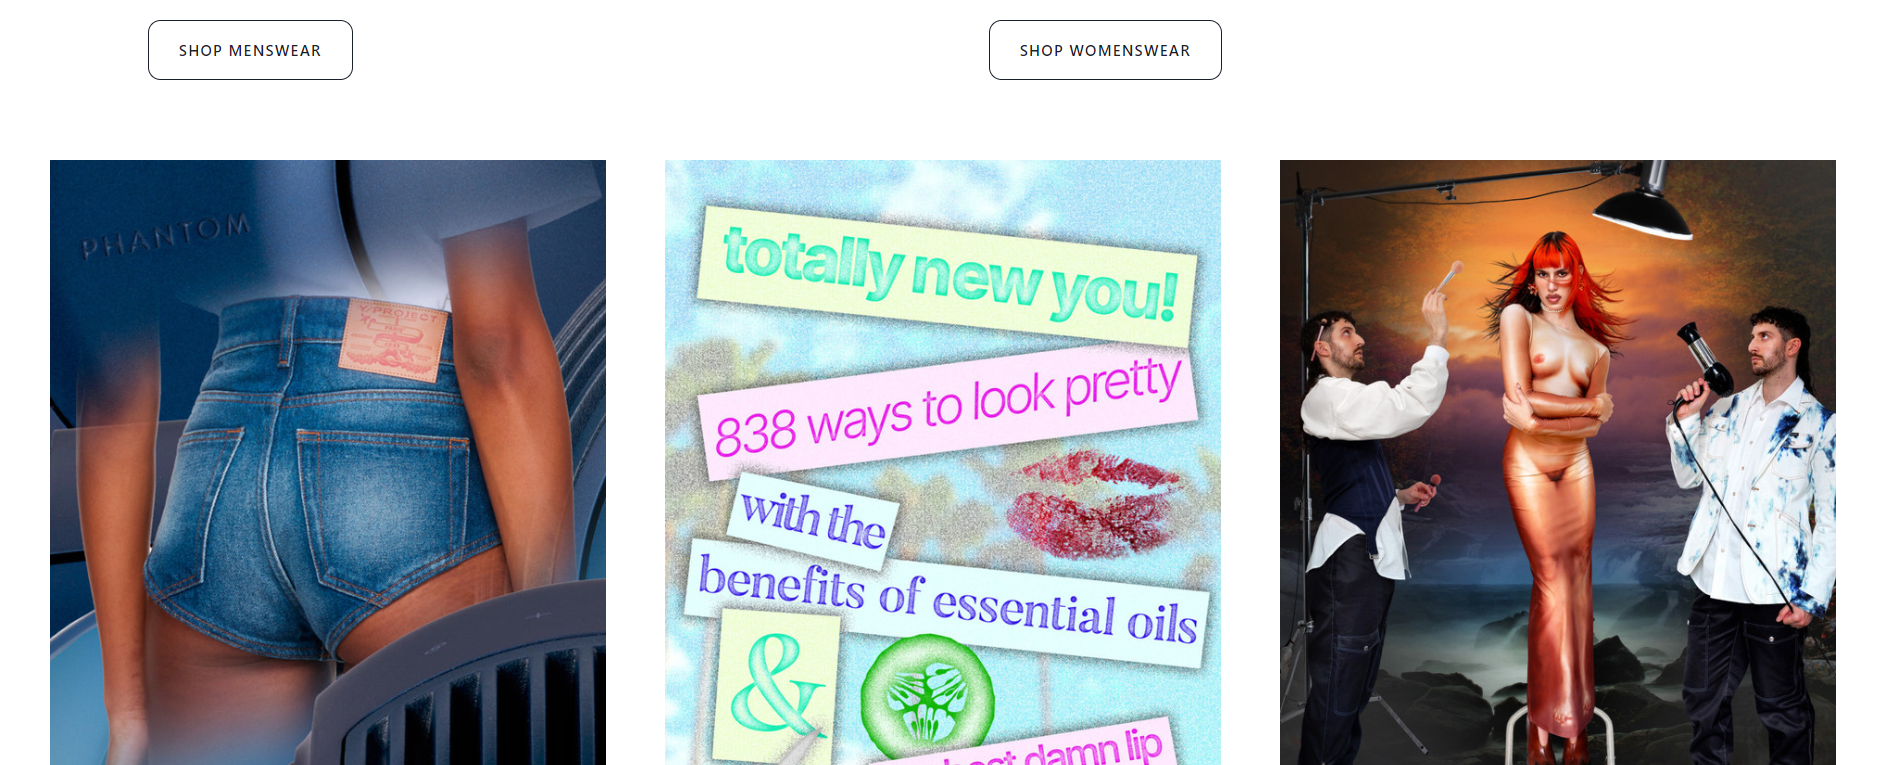 SHOP MENSWEAR
SHOP WOMENSWEAR
PHANTOM
Y/PROJECT
PARIS
totally new you!
838 ways to look pretty
with the
benefits of essential oils
&
damn lip